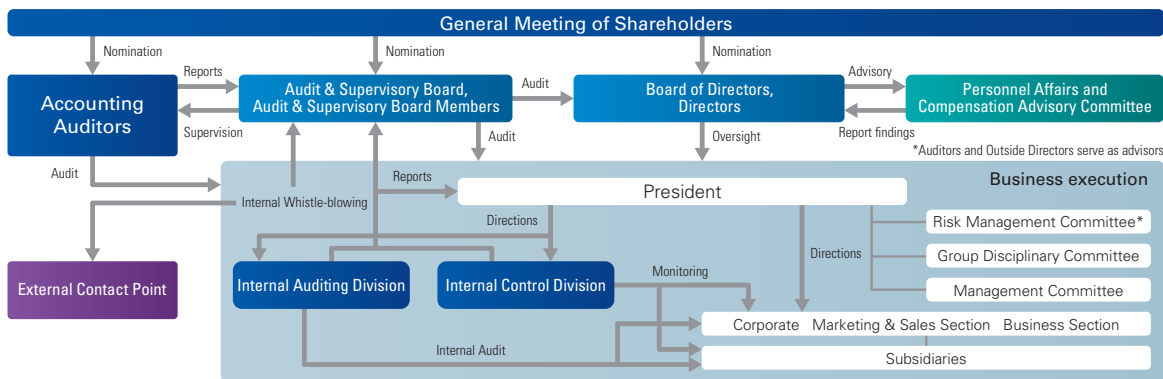 General Meeting of Shareholders
Nomination
Nomination
Nomination
Accounting
Auditors
Reports
Supervision
Audit & Supervisory Board,
Audit & Supervisory Board Members
Audit
Board of Directors,
Directors
Advisory
Report findings
Personnel Affairs and
Compensation Advisory Committee
*Auditors and Outside Directors serve as advisors
Audit
Audit
Oversight
Business execution
Reports
President
Internal Whistle-blowing
Directions
Directions
Risk Management Committee*
Group Disciplinary Committee
Management Committee
External Contact Point
Internal Auditing Division
Internal Control Division
Monitoring
Corporate Marketing & Sales Section Business Section
Internal Audit
Subsidiaries